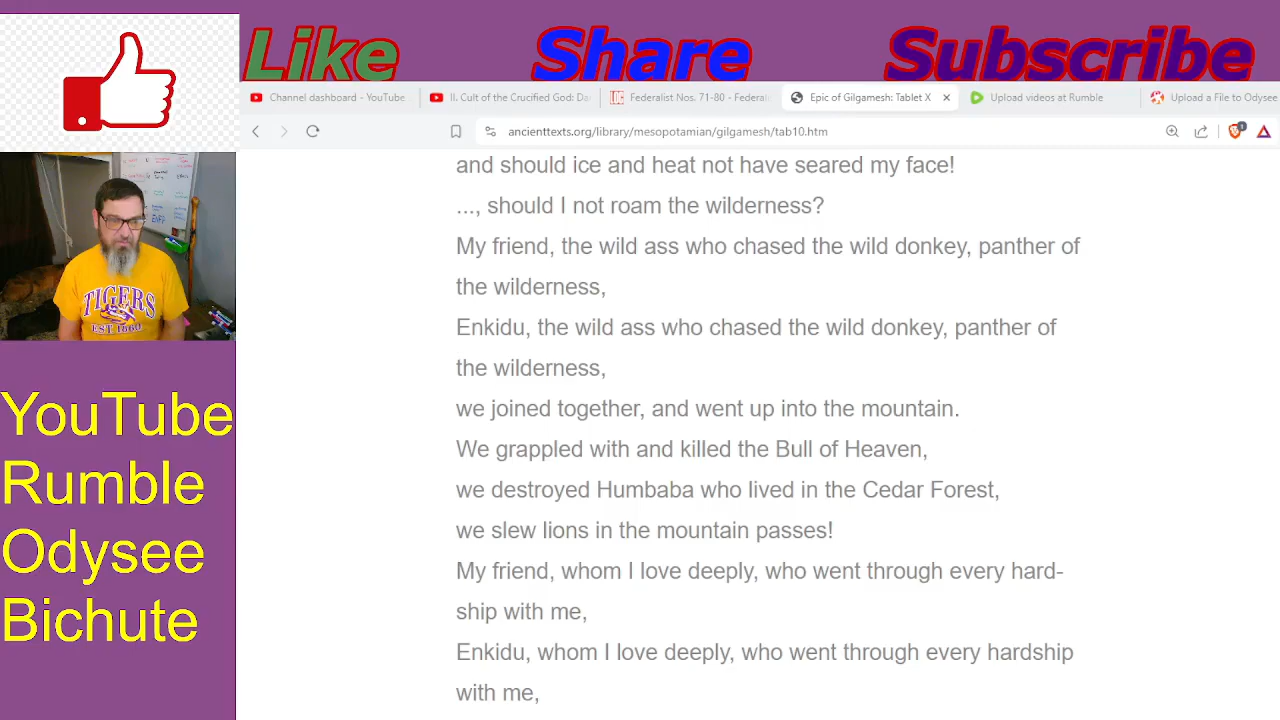 Like Share Subscribe
Channel dashboard - YouTube
II. Cult of the Crucified God: Da
Federalist Nos. 71-80 - Federal
Epic of Gilgamesh: Tablet X
Upload videos at Rumble
Upload a File to Odysee
ancienttexts.org/library/mesopotamian/gilgamesh/tab10.htm
and should ice and heat not have seared my face!
..., should I not roam the wilderness?
My friend, the wild ass who chased the wild donkey, panther of
the wilderness,
Enkidu, the wild ass who chased the wild donkey, panther of
the wilderness,
we joined together, and went up into the mountain.
We grappled with and killed the Bull of Heaven,
we destroyed Humbaba who lived in the Cedar Forest,
we slew lions in the mountain passes!
My friend, whom I love deeply, who went through every hard-
ship with me,
Enkidu, whom I love deeply, who went through every hardship
with me,
TIGERS
EST 1860
YouTube
Rumble
Odysee
Bichute